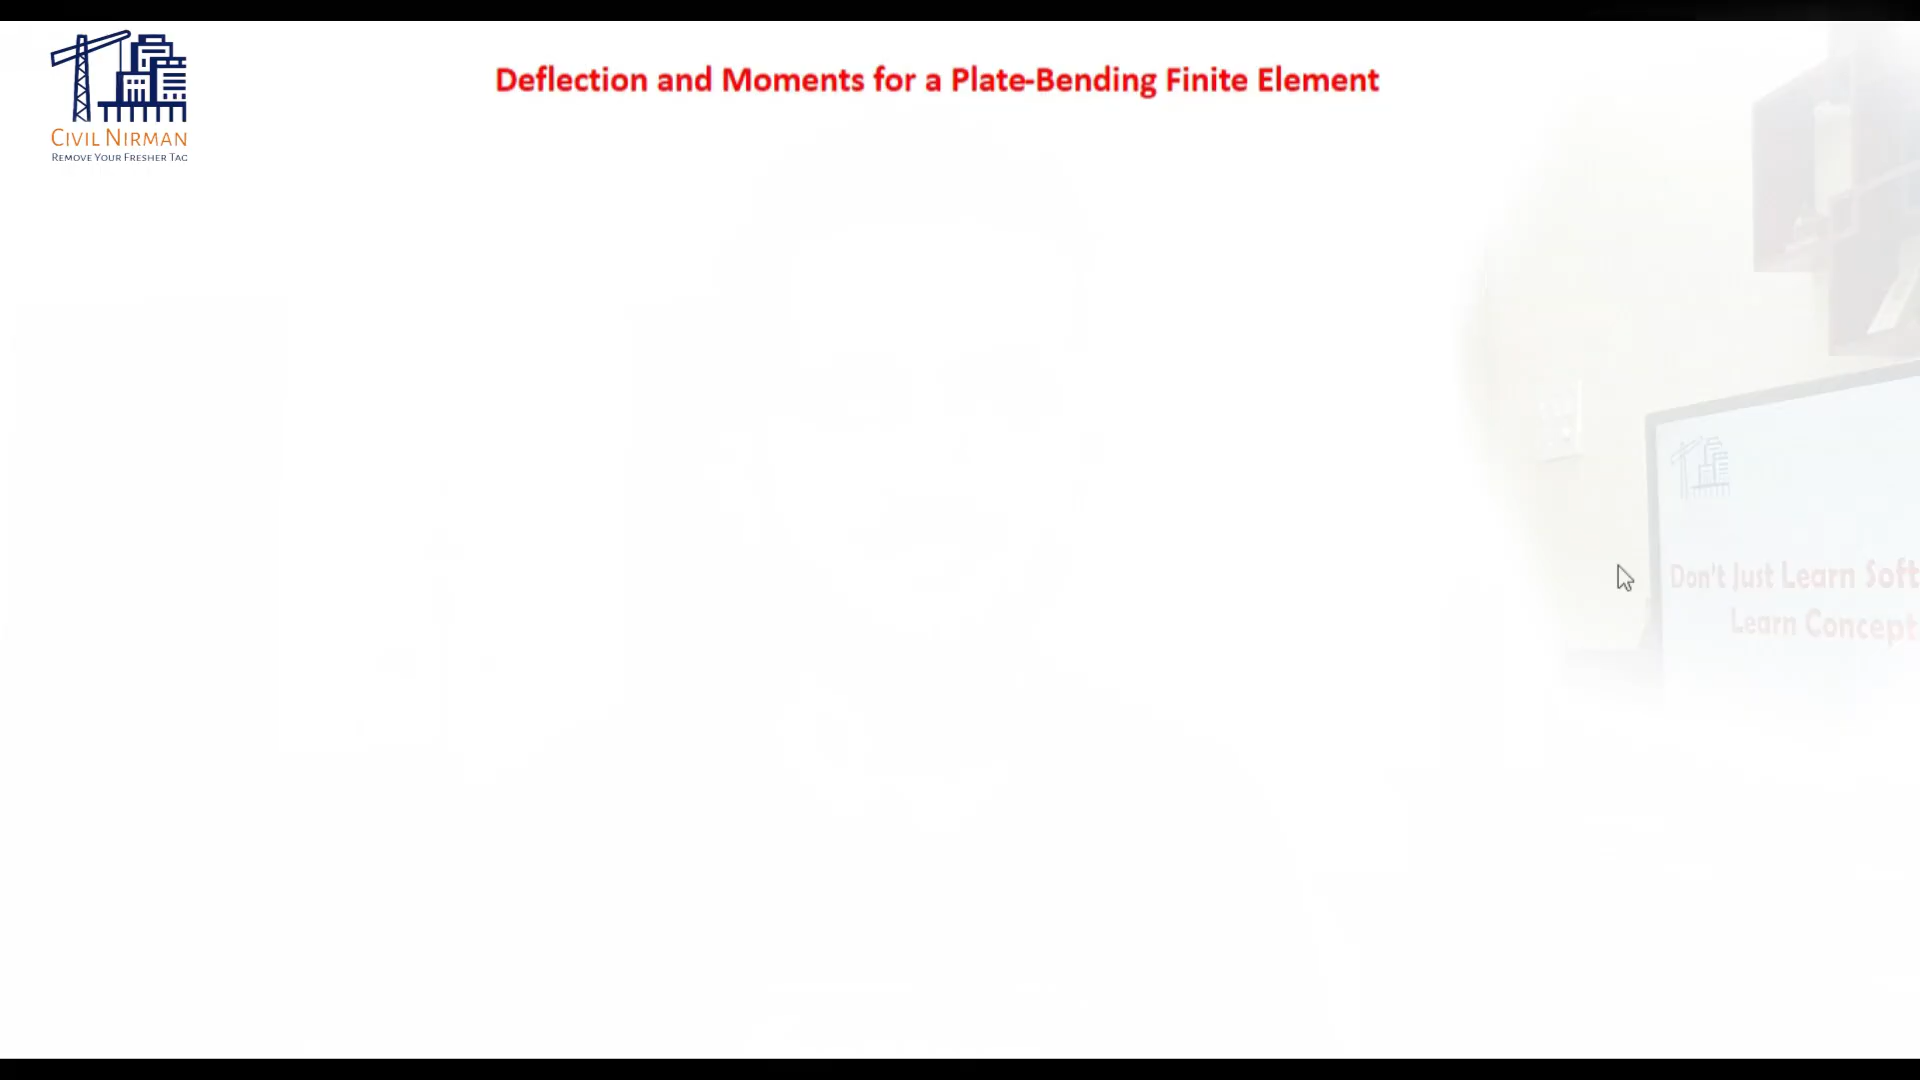 Deflection and Moments for a Plate-Bending Finite Element
CIVIL NIRMAN
REMOVE YOUR FRESHER TAG
Don't Just Learn Soft
Learn Concept